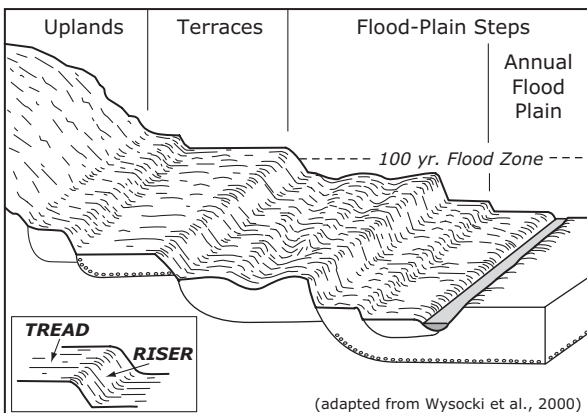 Uplands
Terraces
Flood-Plain Steps
Annual
Flood
Plain
100 yr. Flood Zone
TREAD
RISER
(adapted from Wysocki et al., 2000)